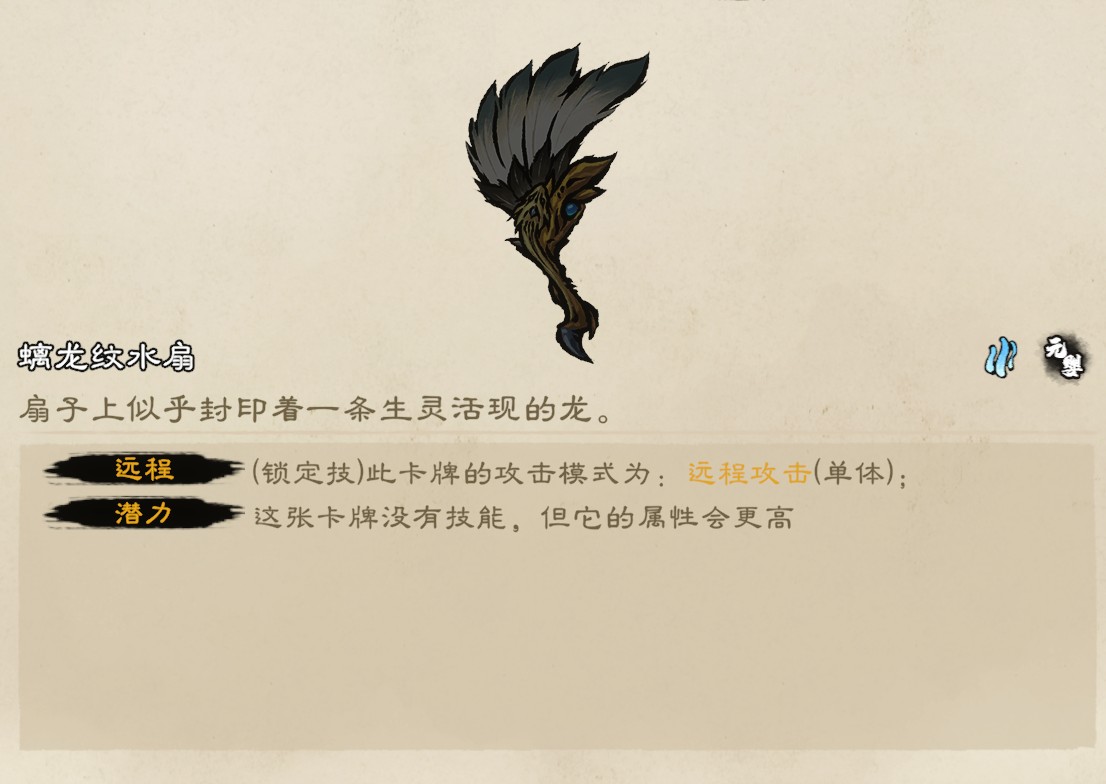 螭龙纹水扇
元婴
扇子上似乎封印着一条生灵活现的龙。
远程 (锁定技)此卡牌的攻击模式为：远程攻击(单体)；
潜力 这张卡牌没有技能，但它的属性会更高